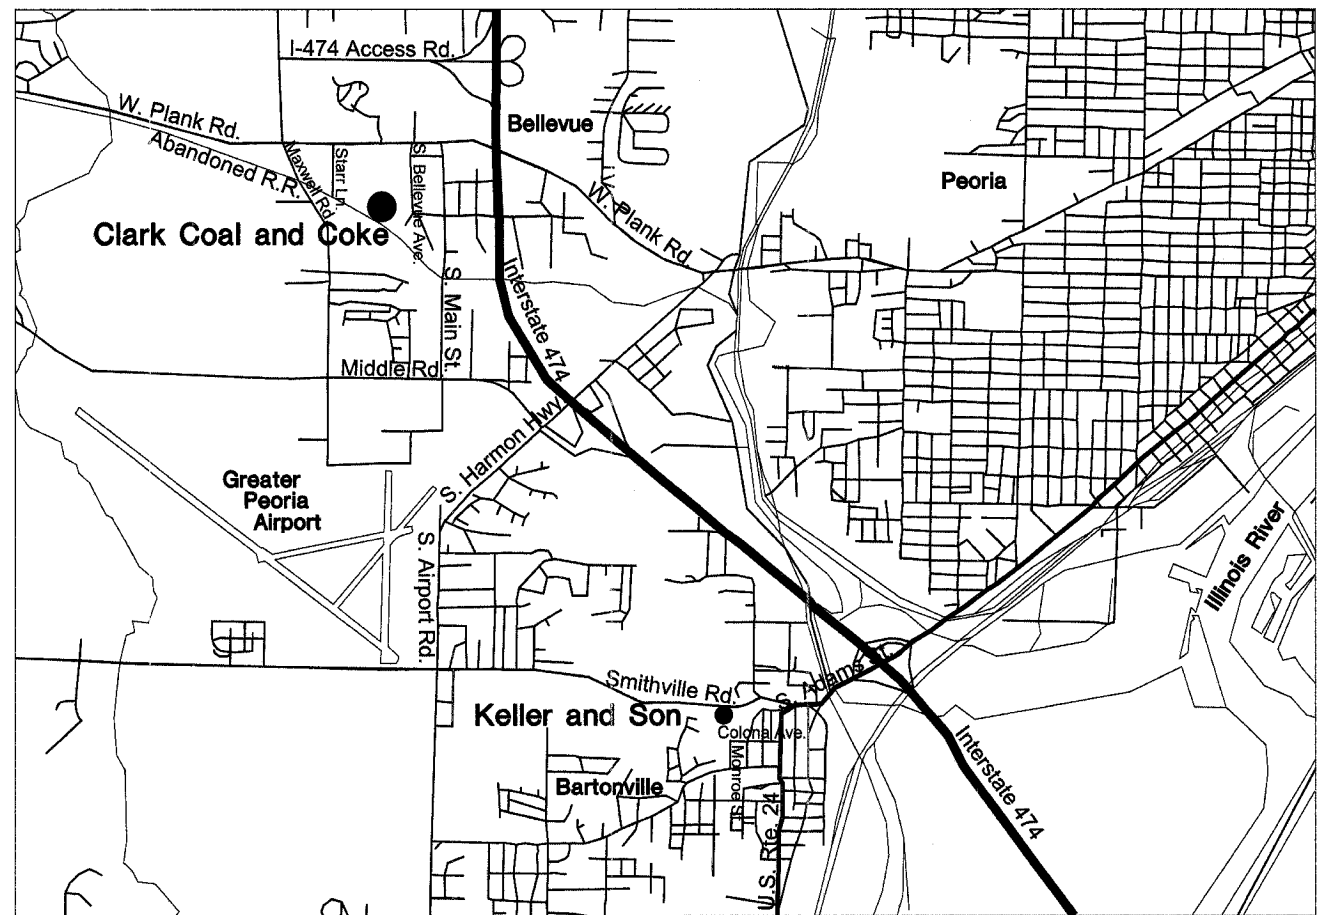 I-474 Access Rd.
W. Plank Rd.
Bellevue
Abandoned R.R.
Maxwell Rd.
Starr Ln.
S. Bellevue Ave.
Peoria
W. Plank Rd.
Clark Coal and Coke
S. Main St.
Interstate 474
Middle Rd.
S. Harmon Hwy.
Greater
Peoria
Airport
S. Airport Rd.
Illinois River
Smithville Rd.
S. Adams St.
Keller and Son
Colona Ave.
Monroe St.
Interstate 474
Bartonville
U.S. Rte. 24